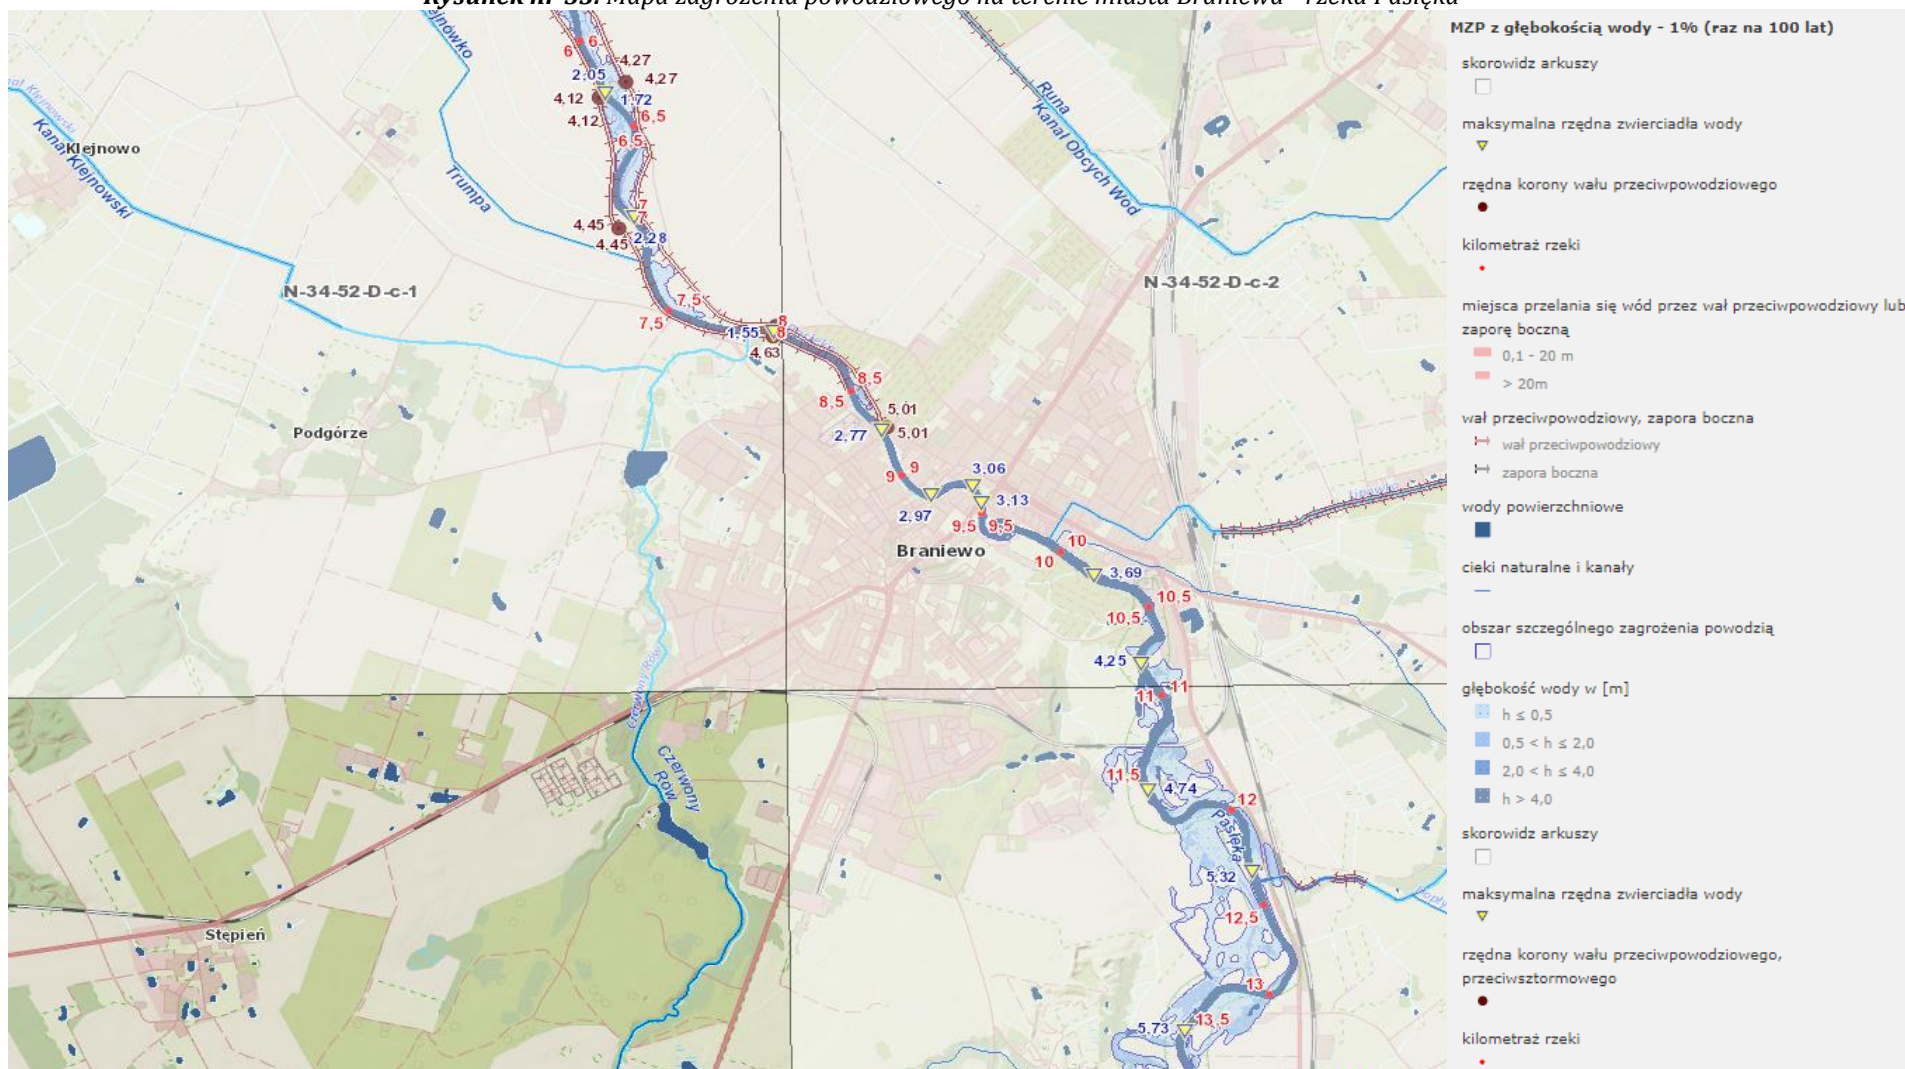 Rysunek nr 35. Mapa zagrożenia powodziowego na terenie miasta Braniewa - rzeka Pasłęka
MZP z głębokością wody - 1% (raz na 100 lat)
skorowidz arkuszy
maksymalna rzędna zwierciadła wody
rzędna korony wału przeciwpowodziowego
kilometraż rzeki
miejsca przelania się wód przez wał przeciwpowodziowy lub
zaporę boczną
0,1 - 20 m
> 20m
wał przeciwpowodziowy, zapora boczna
wał przeciwpowodziowy
zapora boczna
wody powierzchniowe
cieki naturalne i kanały
obszar szczególnego zagrożenia powodzią
głębokość wody w [m]
h ≤ 0,5
0,5 < h ≤ 2,0
2,0 < h ≤ 4,0
h > 4,0
skorowidz arkuszy
maksymalna rzędna zwierciadła wody
rzędna korony wału przeciwpowodziowego,
przeciwsztormowego
kilometraż rzeki
6
6
4,27
4,27
2,05
4,12
1,72
4,12
6,5
6,5
Runa
Kanał Obcych Wód
Kanał Klejnowski
Klejnowo
Trumpa
7
7
4,45
4,45
2,28
N-34-52-D-c-1
N-34-52-D-c-2
7,5
7,5
1,55
8
8
4,63
8,5
8,5
5,01
5,01
2,77
Podgórze
9
9
3,06
3,13
2,97
9,5
9,5
Braniewo
10
10
3,69
10,5
10,5
4,25
11
11
Czerwony Rów
Czerwony
Rów
11,5
4,74
12
Pasłęka
5,32
12,5
Stępień
13
13,5
5,73